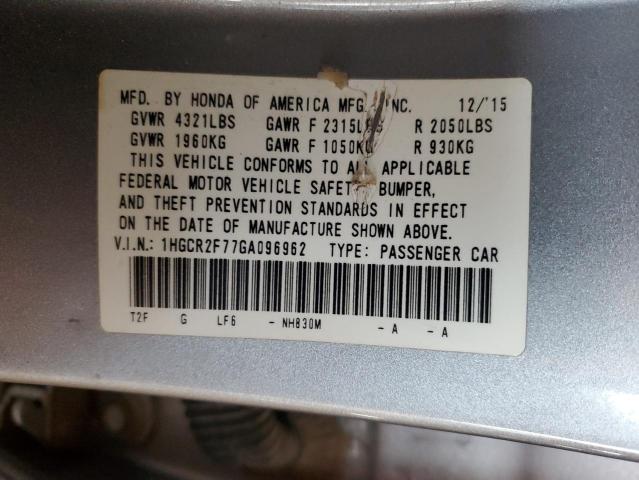 MFD. BY HONDA OF AMERICA MFG. INC. 12/'15
GVWR 4321LBS GAWR F 2315LBS R 2050LBS
GVWR 1960KG GAWR F 1050KG R 930KG
THIS VEHICLE CONFORMS TO ALL APPLICABLE
FEDERAL MOTOR VEHICLE SAFETY, BUMPER,
AND THEFT PREVENTION STANDARDS IN EFFECT
ON THE DATE OF MANUFACTURE SHOWN ABOVE.
V.I.N.: 1HGCR2F77GA096962 TYPE: PASSENGER CAR
T2F G LF6 - NH830M - A - A